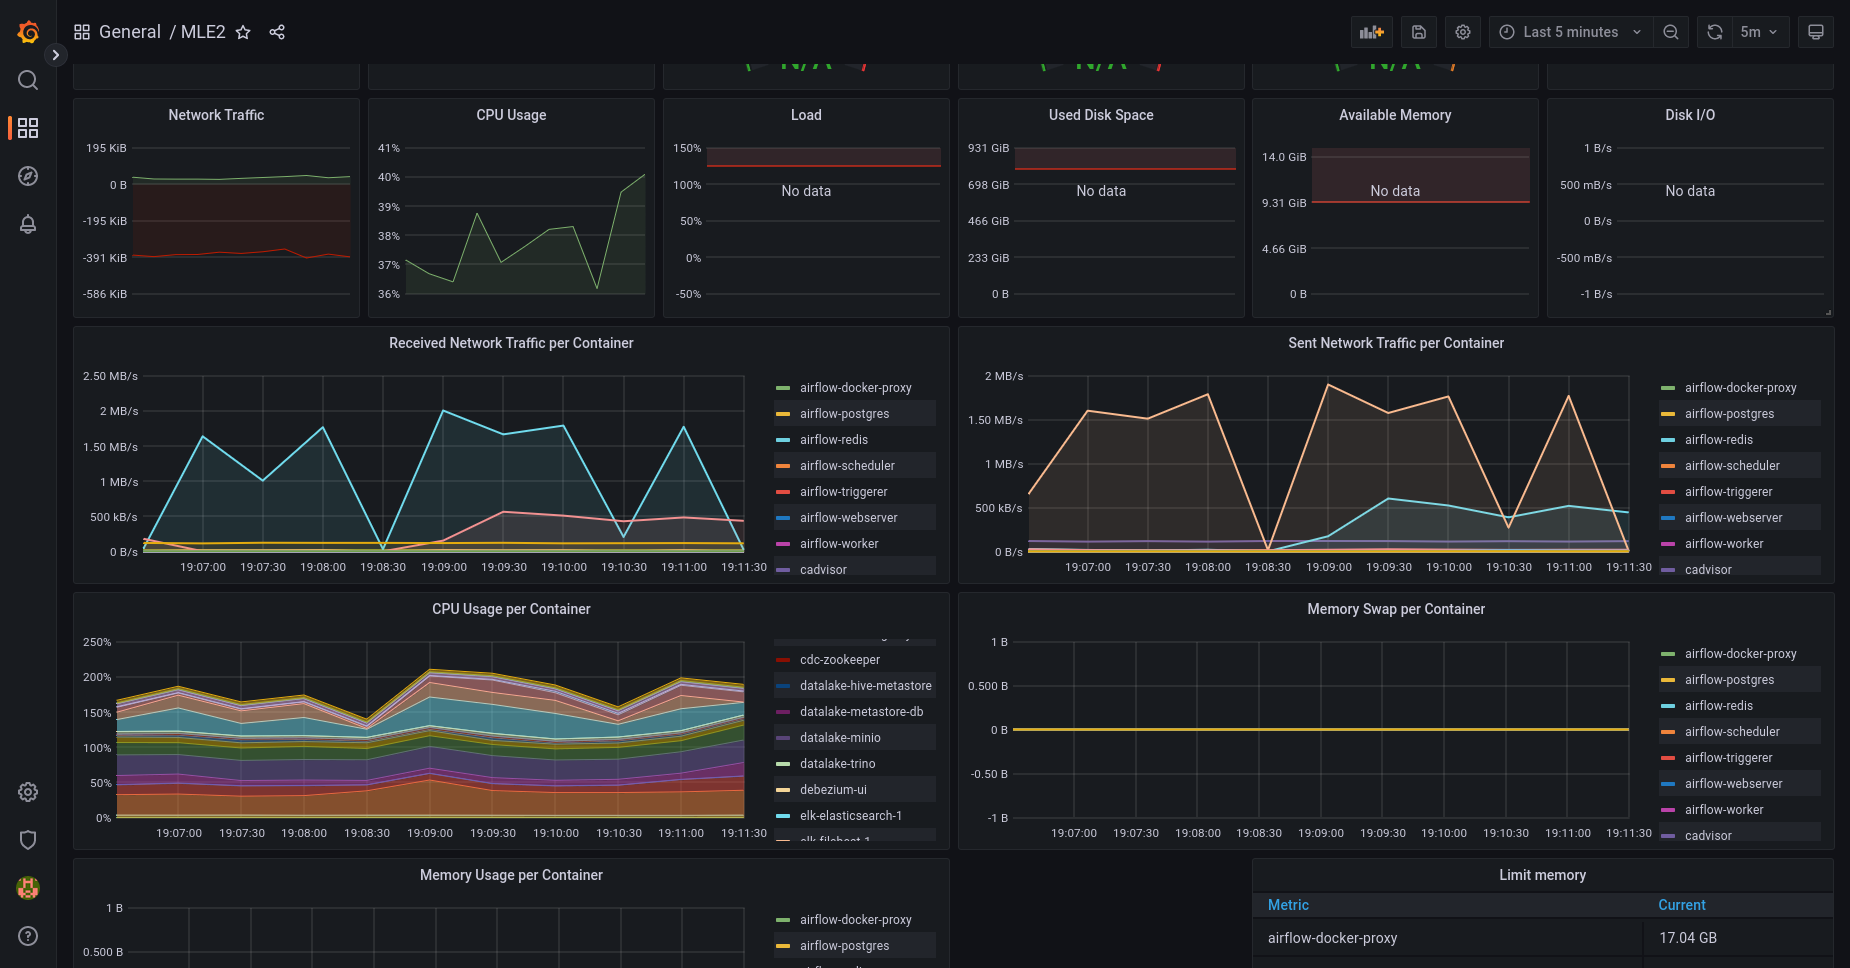 General / MLE2
Last 5 minutes
5m
N/A
N/A
N/A
Network Traffic
195 KiB
0 B
-195 KiB
-391 KiB
-586 KiB
CPU Usage
41%
40%
39%
38%
37%
36%
Load
150%
100%
50%
0%
-50%
No data
Used Disk Space
931 GiB
698 GiB
466 GiB
233 GiB
0 B
No data
Available Memory
14.0 GiB
9.31 GiB
4.66 GiB
0 B
No data
Disk I/O
1 B/s
500 mB/s
0 B/s
-500 mB/s
-1 B/s
No data
Received Network Traffic per Container
2.50 MB/s
2 MB/s
1.50 MB/s
1 MB/s
500 kB/s
0 B/s
19:07:00 19:07:30 19:08:00 19:08:30 19:09:00 19:09:30 19:10:00 19:10:30 19:11:00 19:11:30
airflow-docker-proxy
airflow-postgres
airflow-redis
airflow-scheduler
airflow-triggerer
airflow-webserver
airflow-worker
cadvisor
Sent Network Traffic per Container
2 MB/s
1.50 MB/s
1 MB/s
500 kB/s
0 B/s
19:07:00 19:07:30 19:08:00 19:08:30 19:09:00 19:09:30 19:10:00 19:10:30 19:11:00 19:11:30
airflow-docker-proxy
airflow-postgres
airflow-redis
airflow-scheduler
airflow-triggerer
airflow-webserver
airflow-worker
cadvisor
CPU Usage per Container
250%
200%
150%
100%
50%
0%
19:07:00 19:07:30 19:08:00 19:08:30 19:09:00 19:09:30 19:10:00 19:10:30 19:11:00 19:11:30
cdc-zookeeper
datalake-hive-metastore
datalake-metastore-db
datalake-minio
datalake-trino
debezium-ui
elk-elasticsearch-1
elk-filebeat-1
Memory Swap per Container
1 B
0.500 B
0 B
-0.50 B
-1 B
19:07:00 19:07:30 19:08:00 19:08:30 19:09:00 19:09:30 19:10:00 19:10:30 19:11:00 19:11:30
airflow-docker-proxy
airflow-postgres
airflow-redis
airflow-scheduler
airflow-triggerer
airflow-webserver
airflow-worker
cadvisor
Memory Usage per Container
1 B
0.500 B
airflow-docker-proxy
airflow-postgres
Limit memory
Metric Current
airflow-docker-proxy 17.04 GB